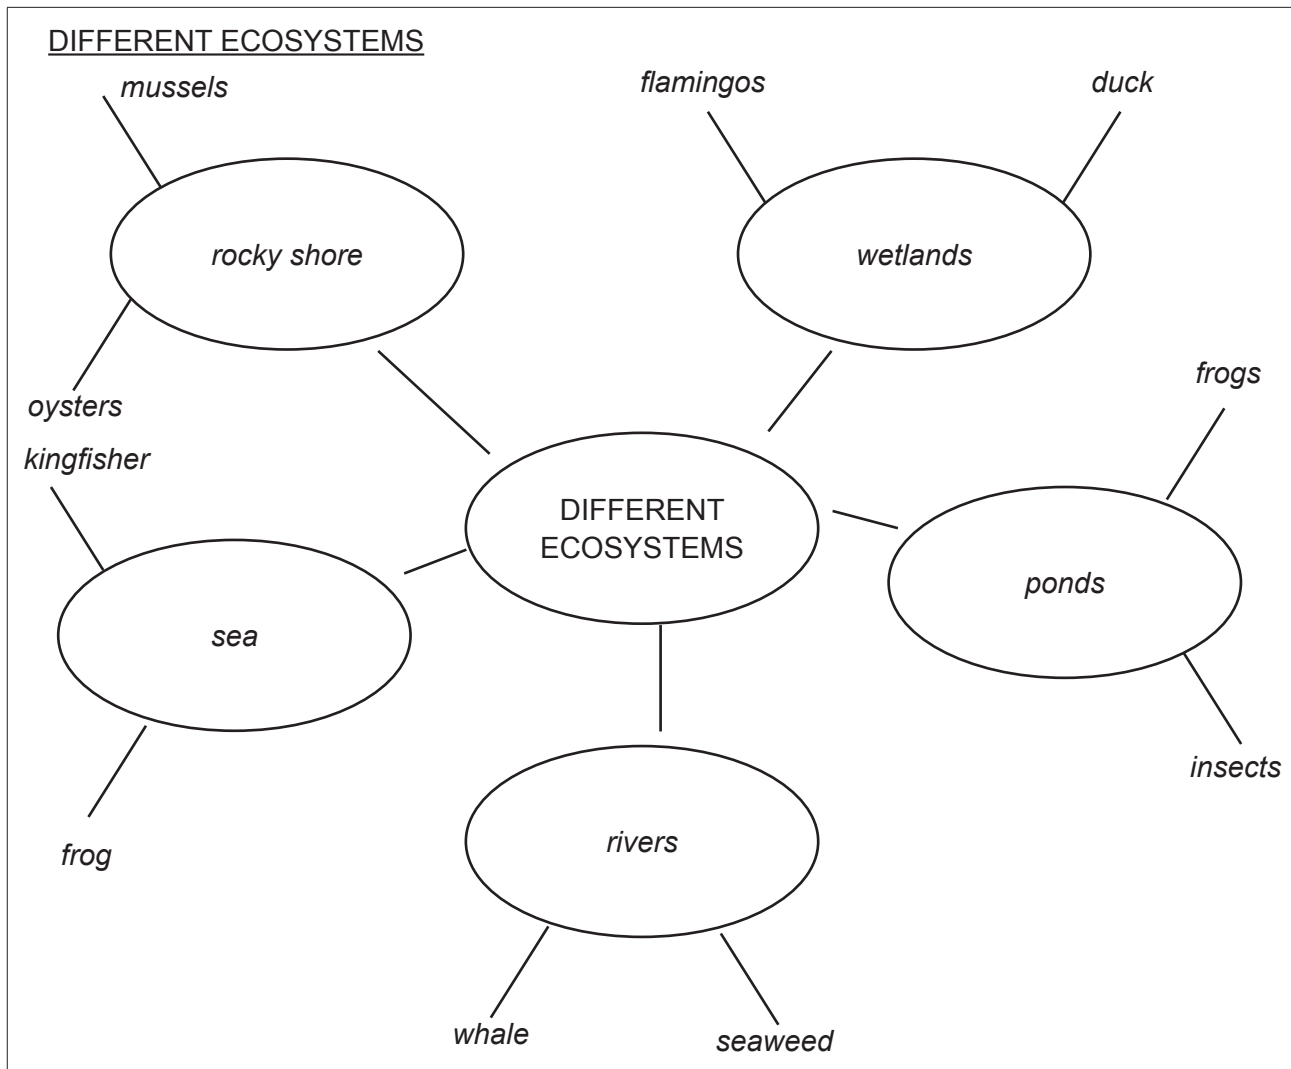 DIFFERENT ECOSYSTEMS
mussels
flamingos
duck
rocky shore
wetlands
oysters
frogs
kingfisher
DIFFERENT
ECOSYSTEMS
ponds
sea
insects
frog
rivers
whale
seaweed